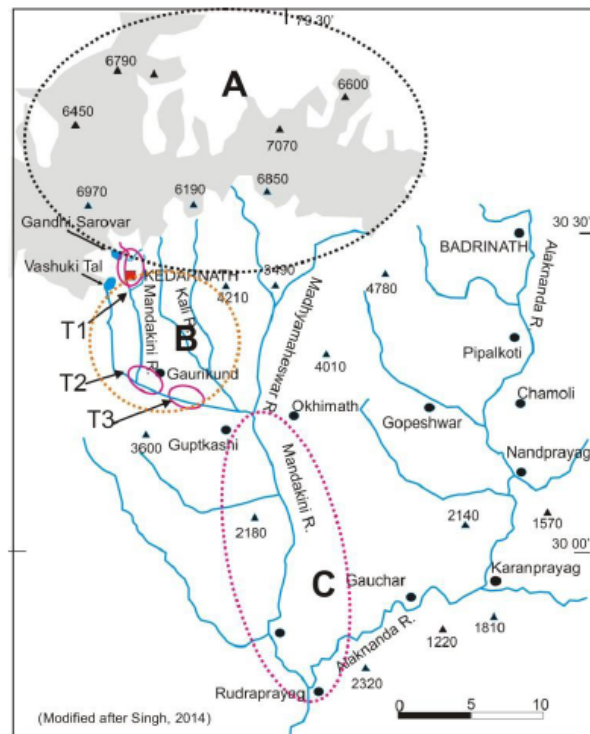 79 30'
6790
A
6600
6450
7070
6970
6190
6850
Gandhi Sarovar
30 30'
BADRINATH
Alaknanda R
Vashuki Tal
KEDARNATH
3490
4210
4780
Mandakini R.
Kali R.
Madhyamaheswar R.
T1
B
Pipalkoti
4010
T2
Gaurikund
Chamoli
T3
Okhimath
Gopeshwar
3600
Guptkashi
Nandprayag
Mandakini R.
2180
2140
1570
30 00'
C
Gauchar
Karanprayag
Alaknanda R.
1220
1810
2320
Rudraprayag
(Modified after Singh, 2014)
0 5 10